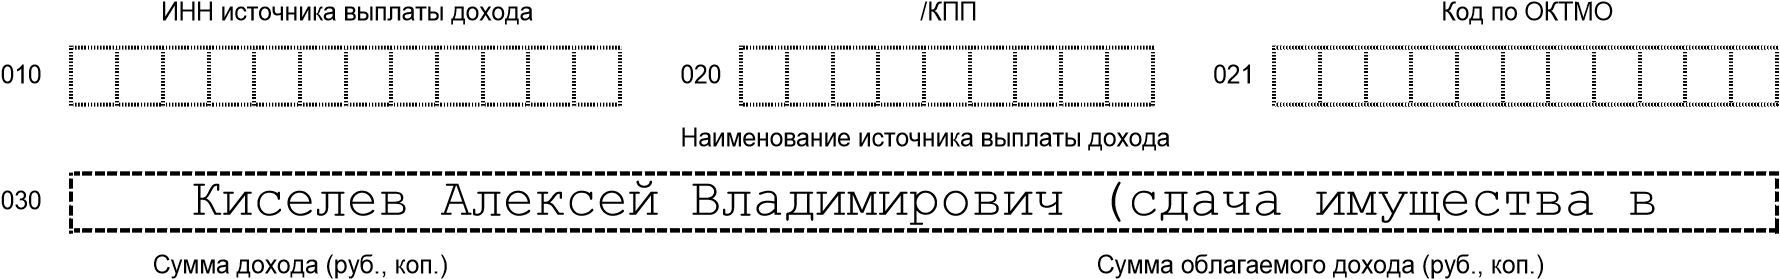 ИНН источника выплаты дохода /КПП Код по ОКТМО
010 020 021
Наименование источника выплаты дохода
030 Киселев Алексей Владимирович (сдача имущества в
Сумма дохода (руб., коп.) Сумма облагаемого дохода (руб., коп.)